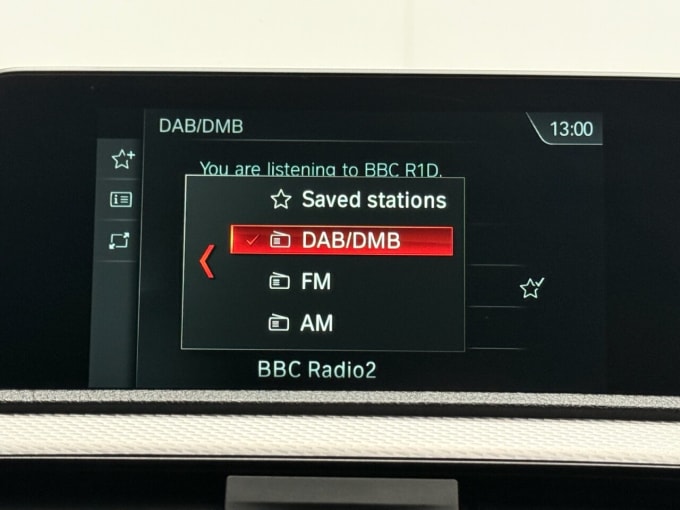 DAB/DMB
13:00
You are listening to BBC R1D.
Saved stations
DAB/DMB
FM
AM
BBC Radio2